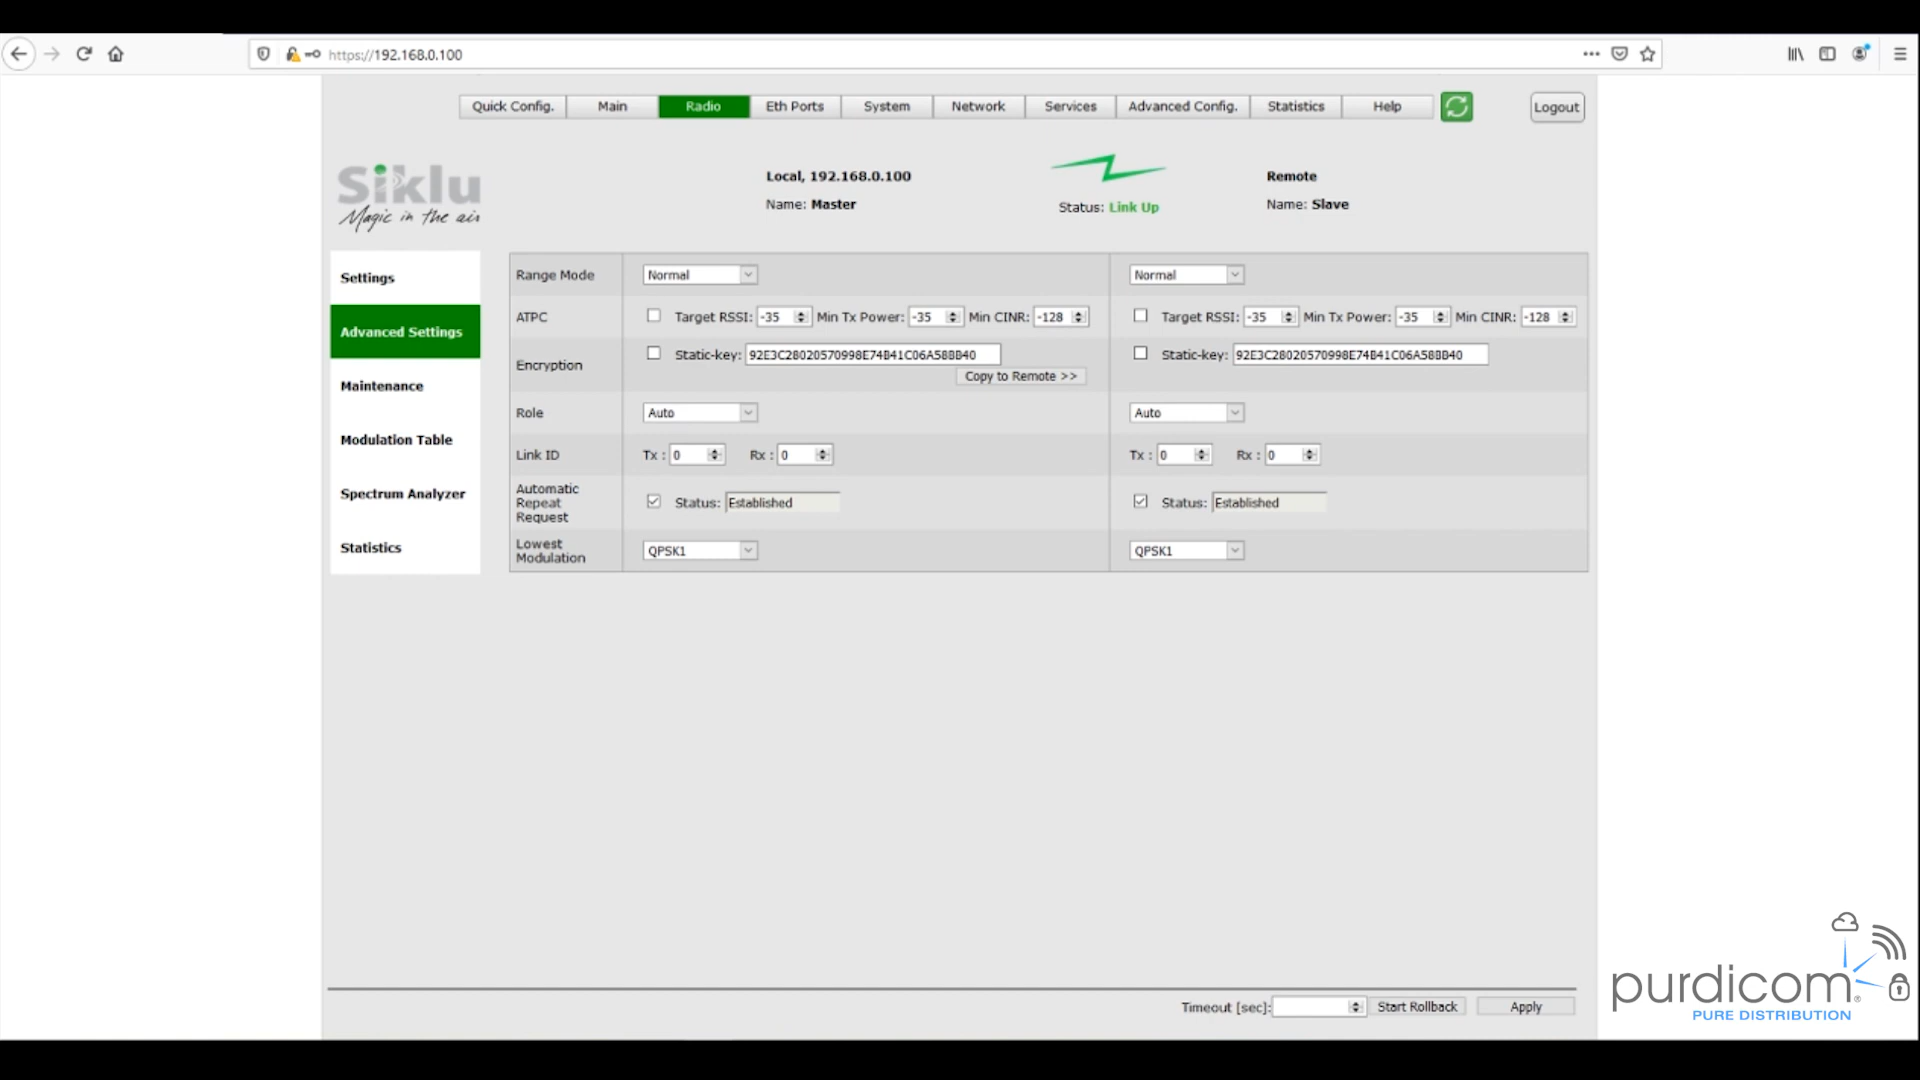 https://192.168.0.100
Quick Config. Main Radio Eth Ports System Network Services Advanced Config. Statistics Help Logout
Siklu
Magic in the air
Local, 192.168.0.100 Remote
Name: Master Status: Link Up Name: Slave
Settings
Advanced Settings
Maintenance
Modulation Table
Spectrum Analyzer
Statistics
Range Mode Normal Normal
ATPC Target RSSI: -35 Min Tx Power: -35 Min CINR: -128 Target RSSI: -35 Min Tx Power: -35 Min CINR: -128
Encryption Static-key: 92E3C28020570998E74B41C06A58BB40 Static-key: 92E3C28020570998E74B41C06A58BB40
Copy to Remote >>
Role Auto Auto
Link ID Tx : 0 Rx : 0 Tx : 0 Rx : 0
Automatic
Repeat
Request Status: Established Status: Established
Lowest
Modulation QPSK1 QPSK1
Timeout [sec]: Start Rollback Apply
purdicom®
PURE DISTRIBUTION